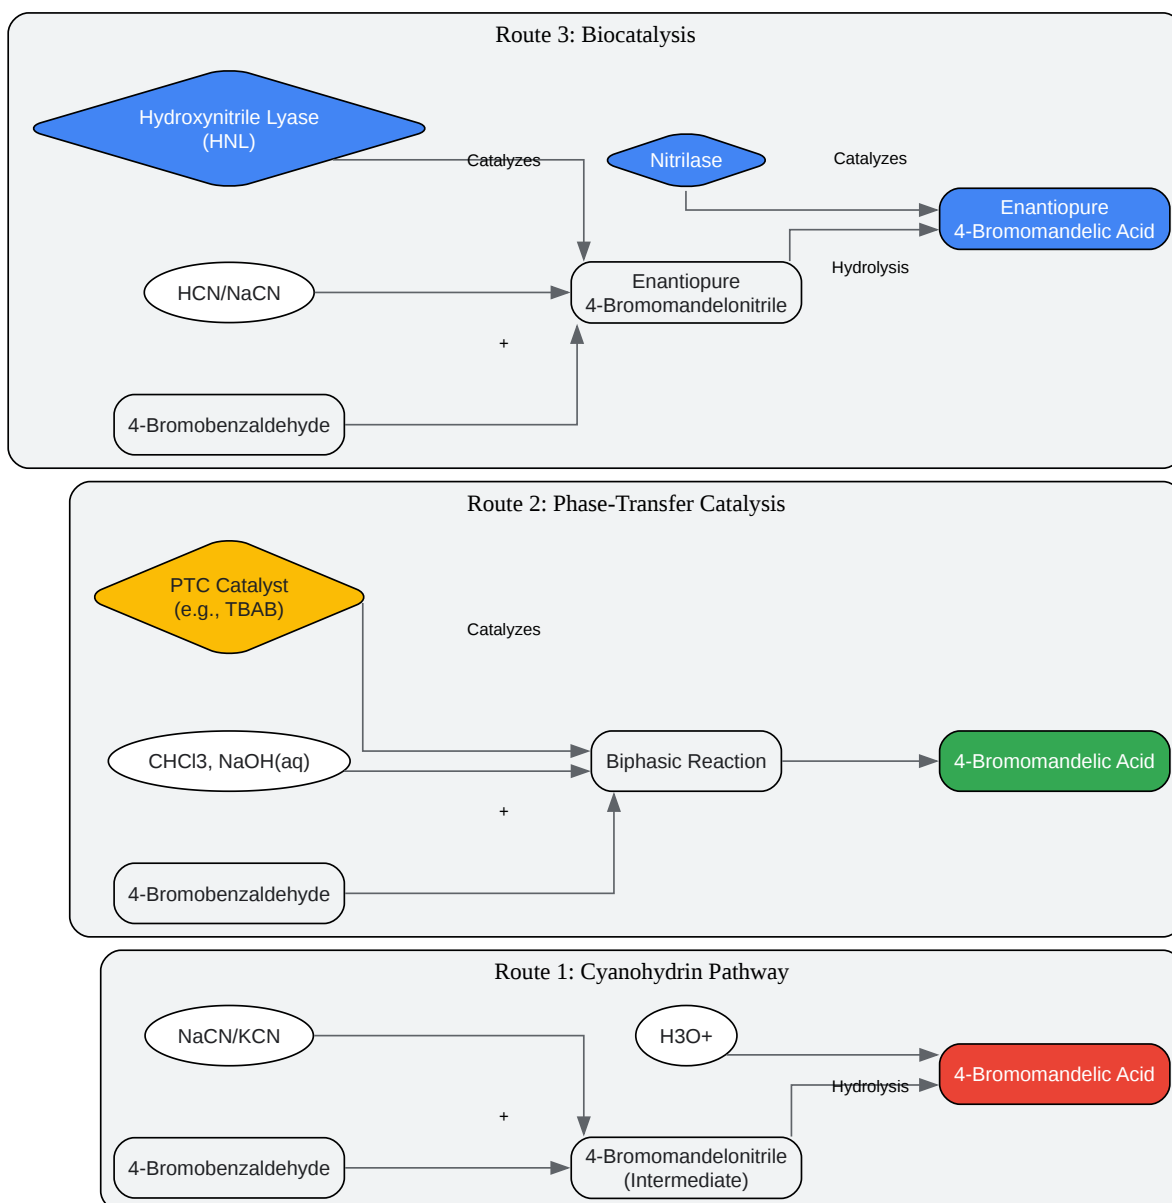 Route 3: Biocatalysis
Hydroxynitrile Lyase
(HNL)
Catalyzes
Nitrilase
Catalyzes
Enantiopure
4-Bromomandelic Acid
Hydrolysis
HCN/NaCN
Enantiopure
4-Bromomandelonitrile
+
4-Bromobenzaldehyde
Route 2: Phase-Transfer Catalysis
PTC Catalyst
(e.g., TBAB)
Catalyzes
CHCl3, NaOH(aq)
Biphasic Reaction
4-Bromomandelic Acid
+
4-Bromobenzaldehyde
Route 1: Cyanohydrin Pathway
NaCN/KCN
H3O+
4-Bromomandelic Acid
Hydrolysis
+
4-Bromobenzaldehyde
4-Bromomandelonitrile
(Intermediate)